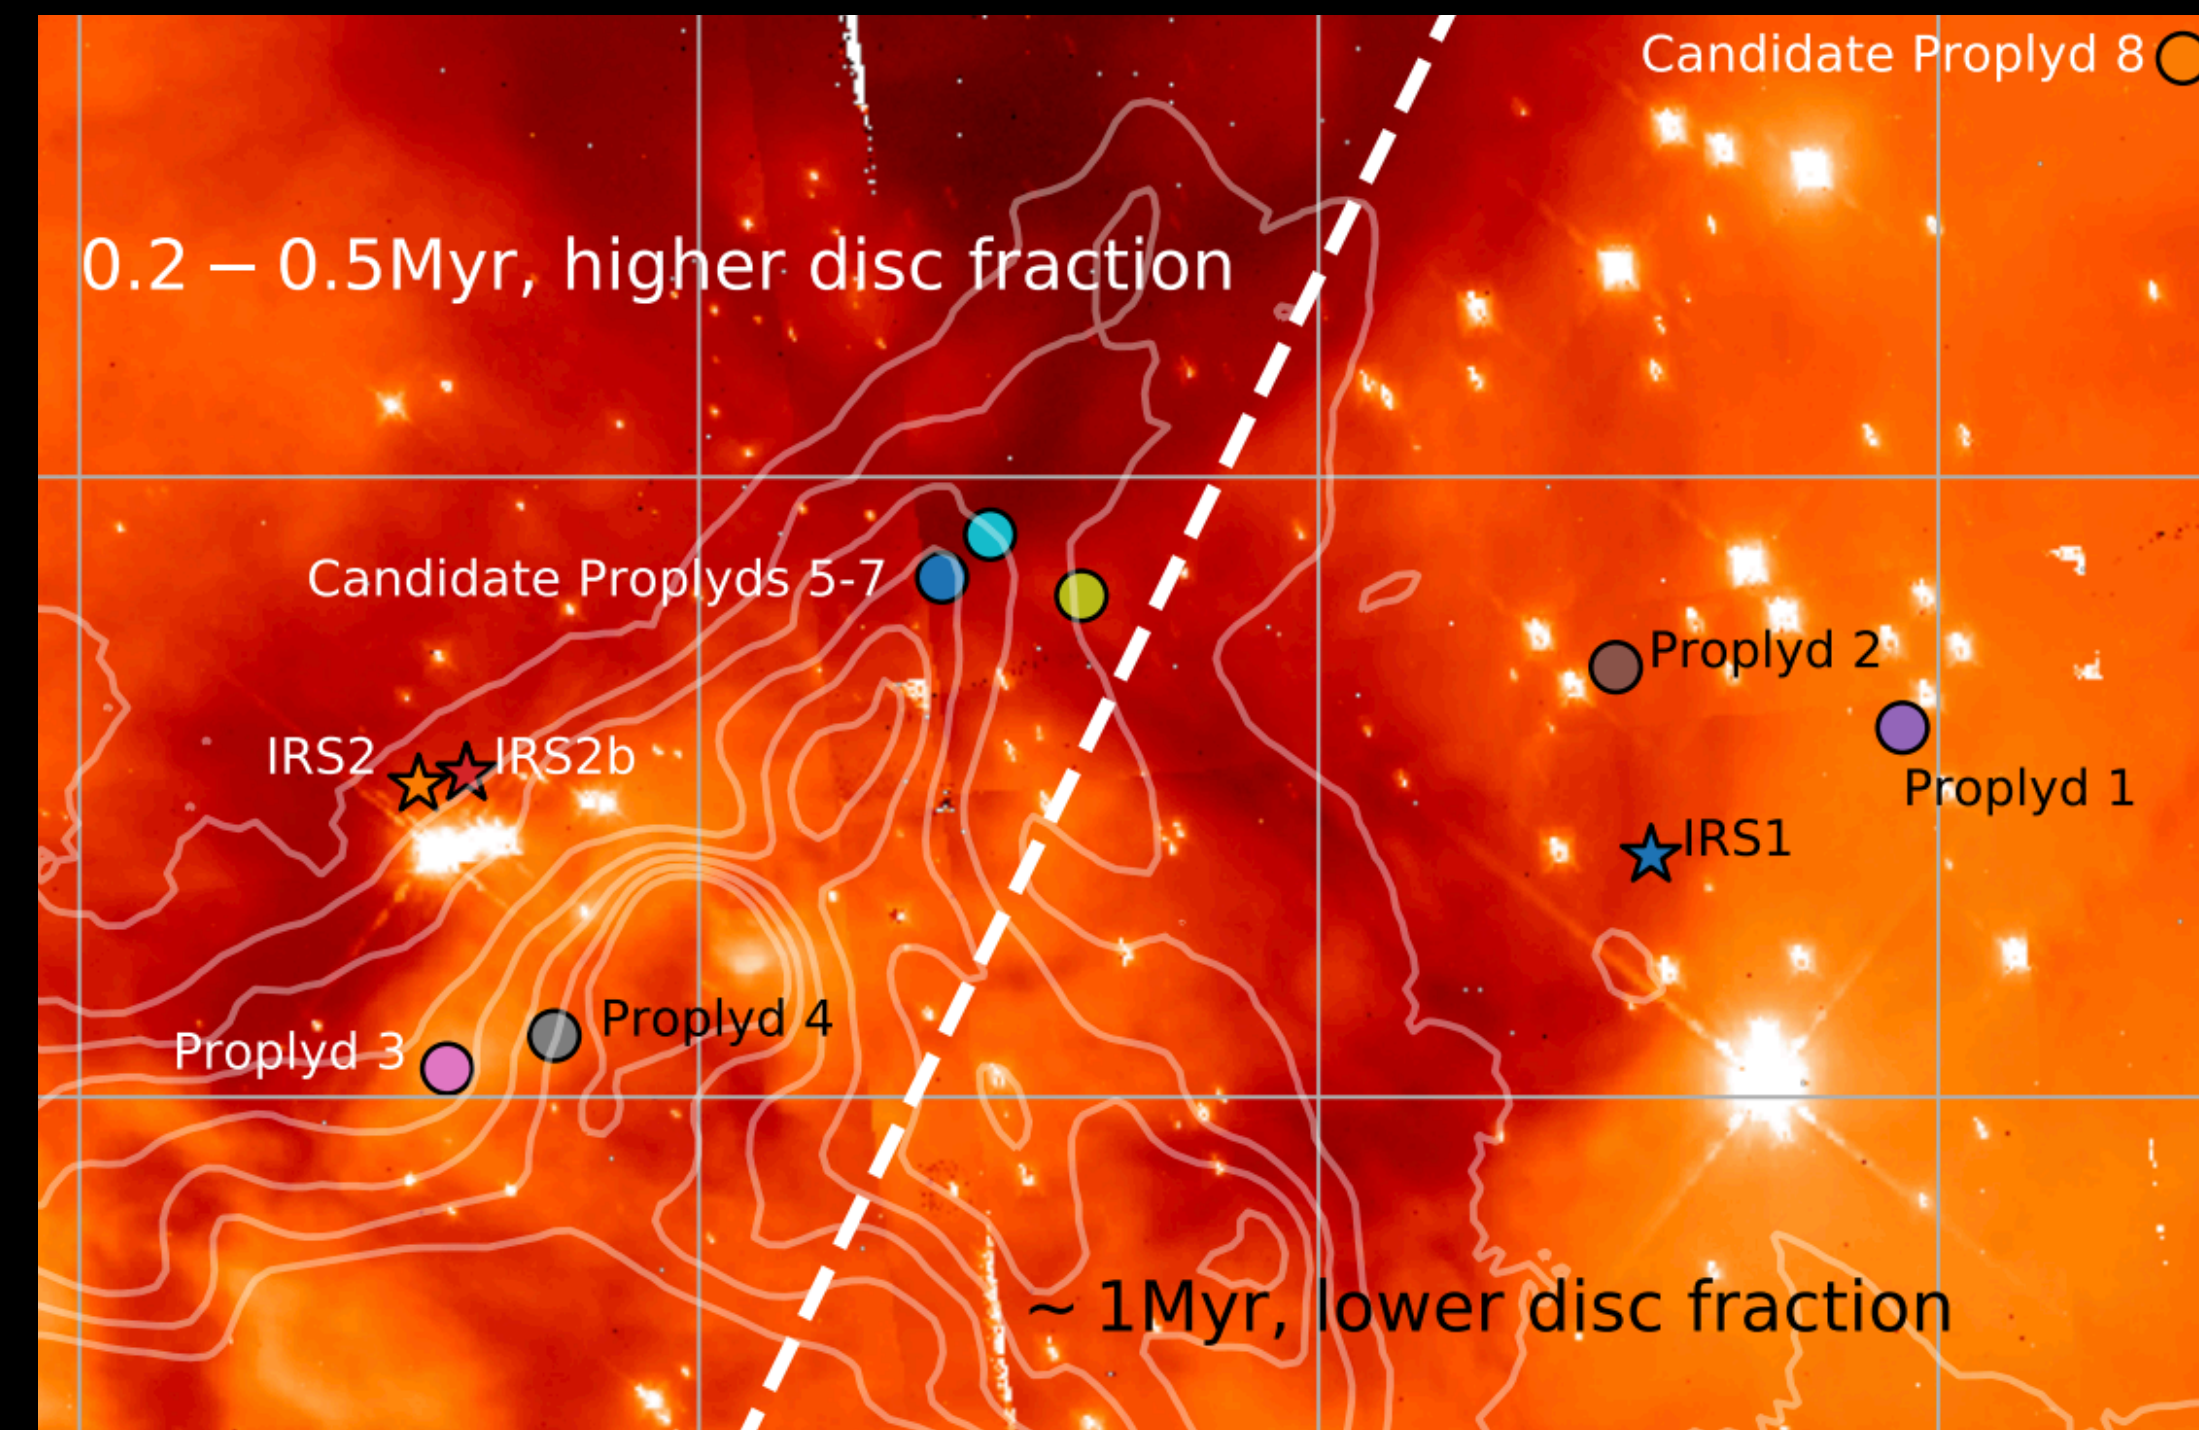 Candidate Proplyd 8
0.2 − 0.5Myr, higher disc fraction
Candidate Proplyds 5-7
Proplyd 2
IRS2
IRS2b
Proplyd 1
IRS1
Proplyd 4
Proplyd 3
~ 1Myr, lower disc fraction